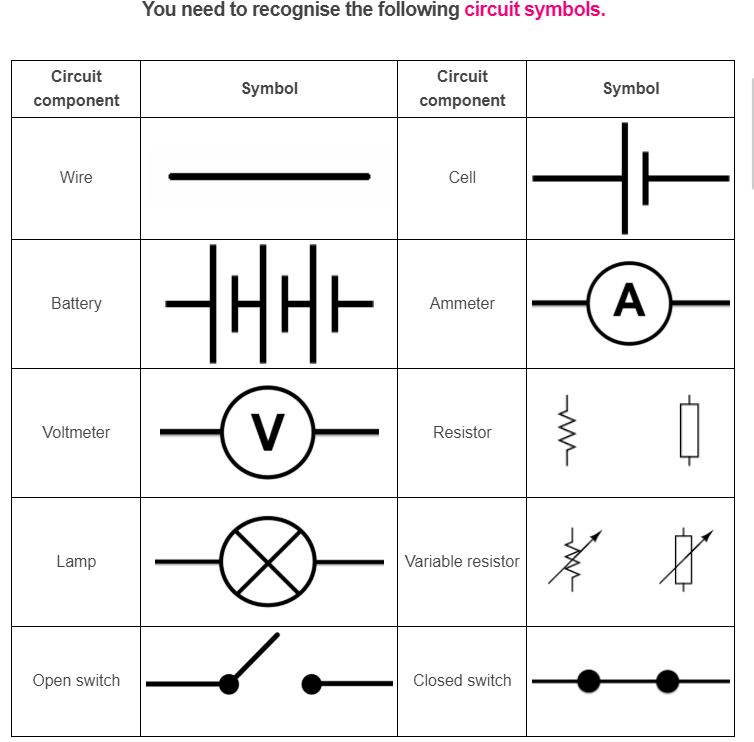 You need to recognise the following circuit symbols.
Circuit
component
Symbol
Circuit
component
Symbol
Wire
Cell
Battery
Ammeter
A
Voltmeter
V
Resistor
Lamp
Variable resistor
Open switch
Closed switch